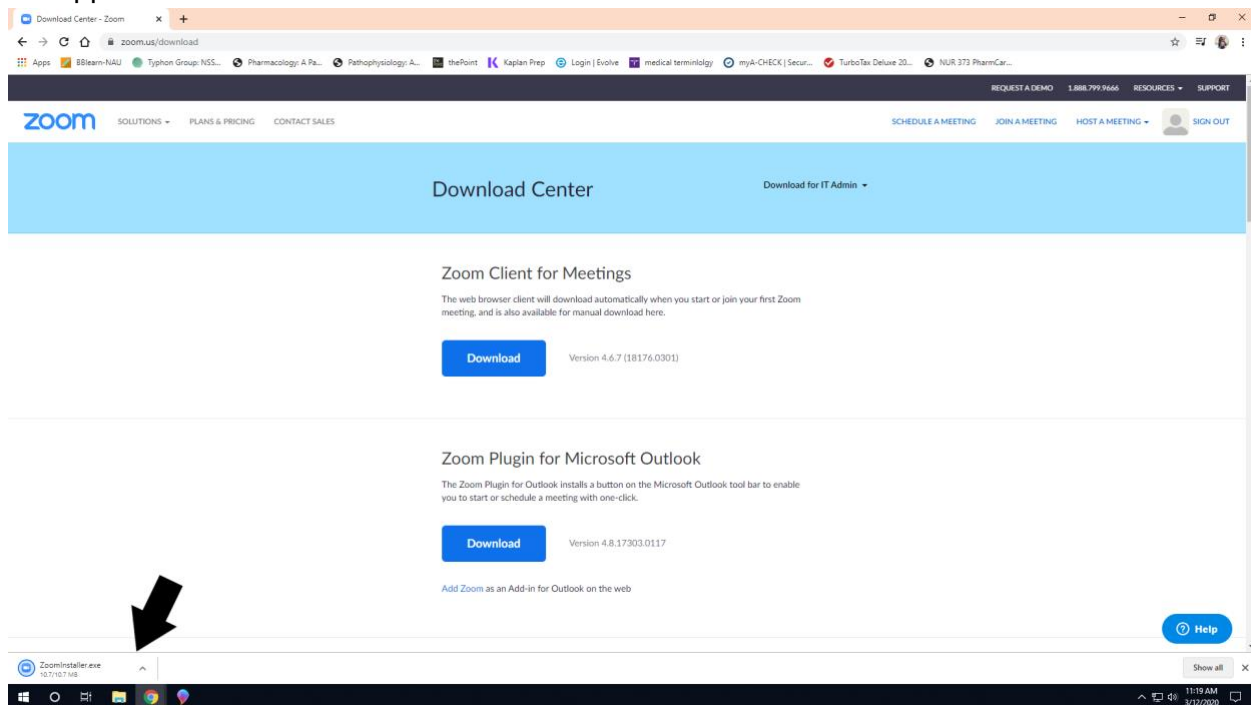 Download Center - Zoom
zoom.us/download
Apps BBlearn-NAU Typhon Group: NSS... Pharmacology: A Pa... Pathophysiology: A... thePoint Kaplan Prep Login | Evolve medical terminlolgy myA-CHECK | Secur... TurboTax Deluxe 20... NUR 373 PharmCar...
REQUEST A DEMO 1.888.799.9666 RESOURCES SUPPORT
zoom SOLUTIONS PLANS & PRICING CONTACT SALES SCHEDULE A MEETING JOIN A MEETING HOST A MEETING SIGN OUT
Download Center Download for IT Admin
Zoom Client for Meetings
The web browser client will download automatically when you start or join your first Zoom
meeting, and is also available for manual download here.
Download Version 4.6.7 (18176.0301)
Zoom Plugin for Microsoft Outlook
The Zoom Plugin for Outlook installs a button on the Microsoft Outlook tool bar to enable
you to start or schedule a meeting with one-click.
Download Version 4.8.17303.0117
Add Zoom as an Add-in for Outlook on the web
Help
ZoomInstaller.exe
10.7/10.7 MB
Show all
11:19 AM
3/12/2020